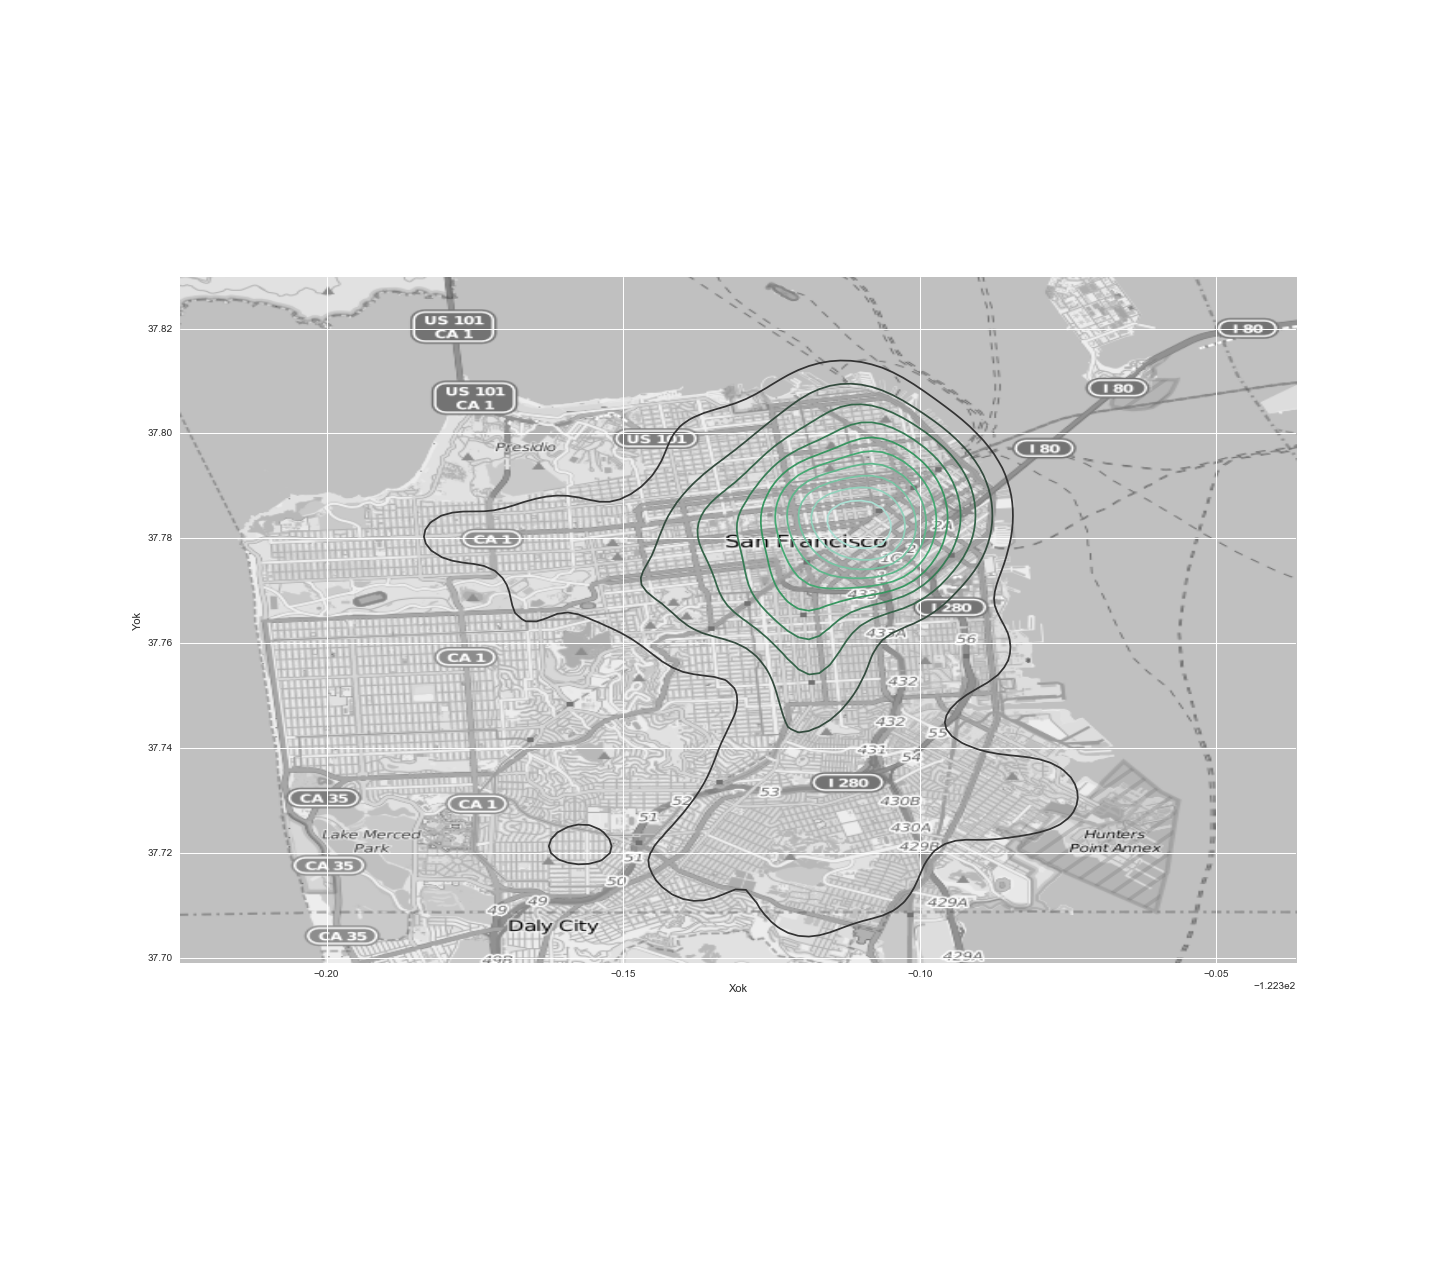 US 101
CA 1
I 80
37.82
US 101
CA 1
I 80
37.80
US 101
Presidio
I 80
2A
37.78
CA 1
San Francisco
2
1C
433
I 280
Yok
37.76
433A
56
CA 1
432
432
55
37.74
431
54
I 280
53
CA 35
CA 1
52
430B
51
430A
Lake Merced
Park
Hunters
Point Annex
429B
37.72
51
CA 35
50
49
429A
49
Daly City
CA 35
37.70
49B
429A
−0.20
−0.15
−0.10
−0.05
Xok
−1.223e2